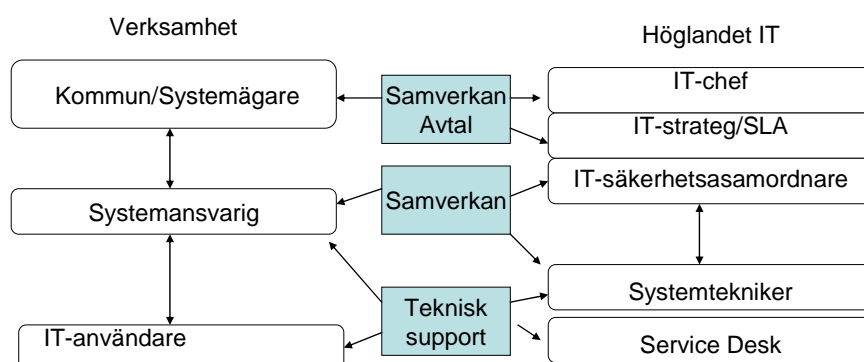 Verksamhet
Höglandet IT
Kommun/Systemägare
Samverkan
Avtal
IT-chef
IT-strateg/SLA
Systemansvarig
Samverkan
IT-säkerhetsasamordnare
IT-användare
Teknisk
support
Systemtekniker
Service Desk